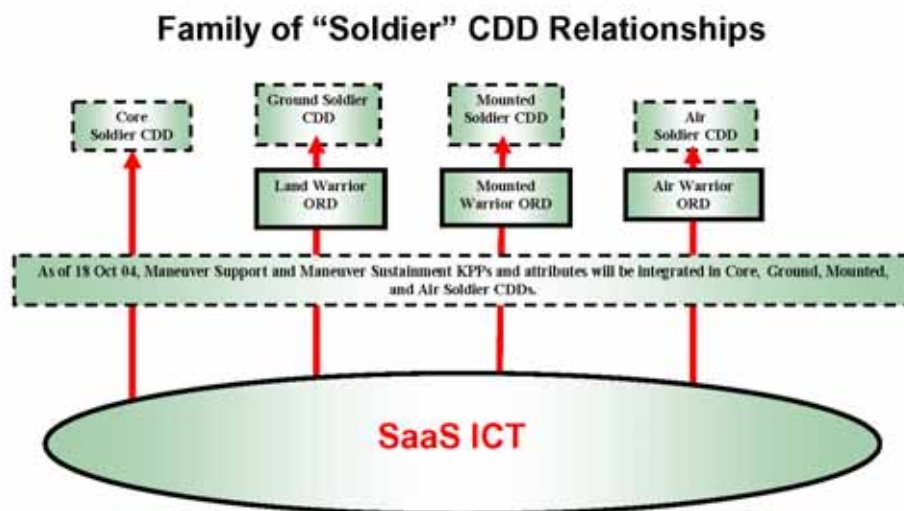 Family of “Soldier” CDD Relationships
Core
Soldier CDD
Ground Soldier
CDD
Mounted
Soldier CDD
Air
Soldier CDD
Land Warrior
ORD
Mounted
Warrior ORD
Air Warrior
ORD
As of 18 Oct 04, Maneuver Support and Maneuver Sustainment KPPs and attributes will be integrated in Core, Ground, Mounted,
and Air Soldier CDDs.
SaaS ICT